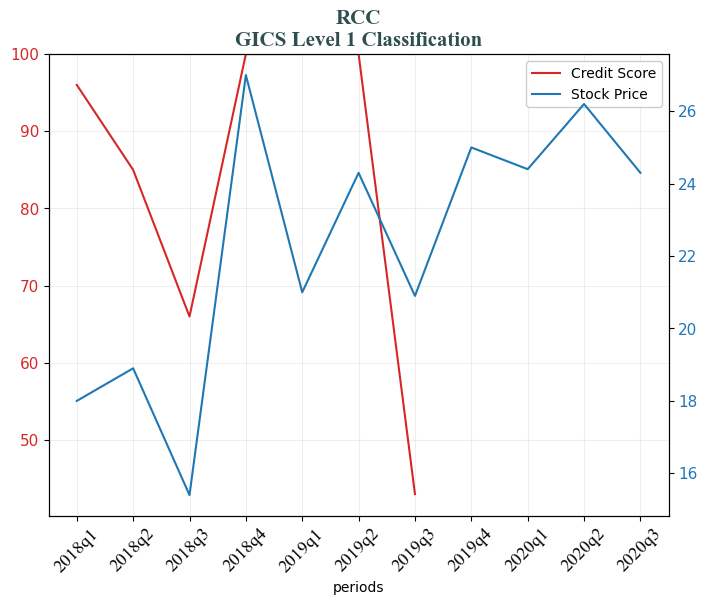 RCC
GICS Level 1 Classification
Credit Score
Stock Price
100
90
80
70
60
50
26
24
22
20
18
16
2018q1
2018q2
2018q3
2018q4
2019q1
2019q2
2019q3
2019q4
2020q1
2020q2
2020q3
periods